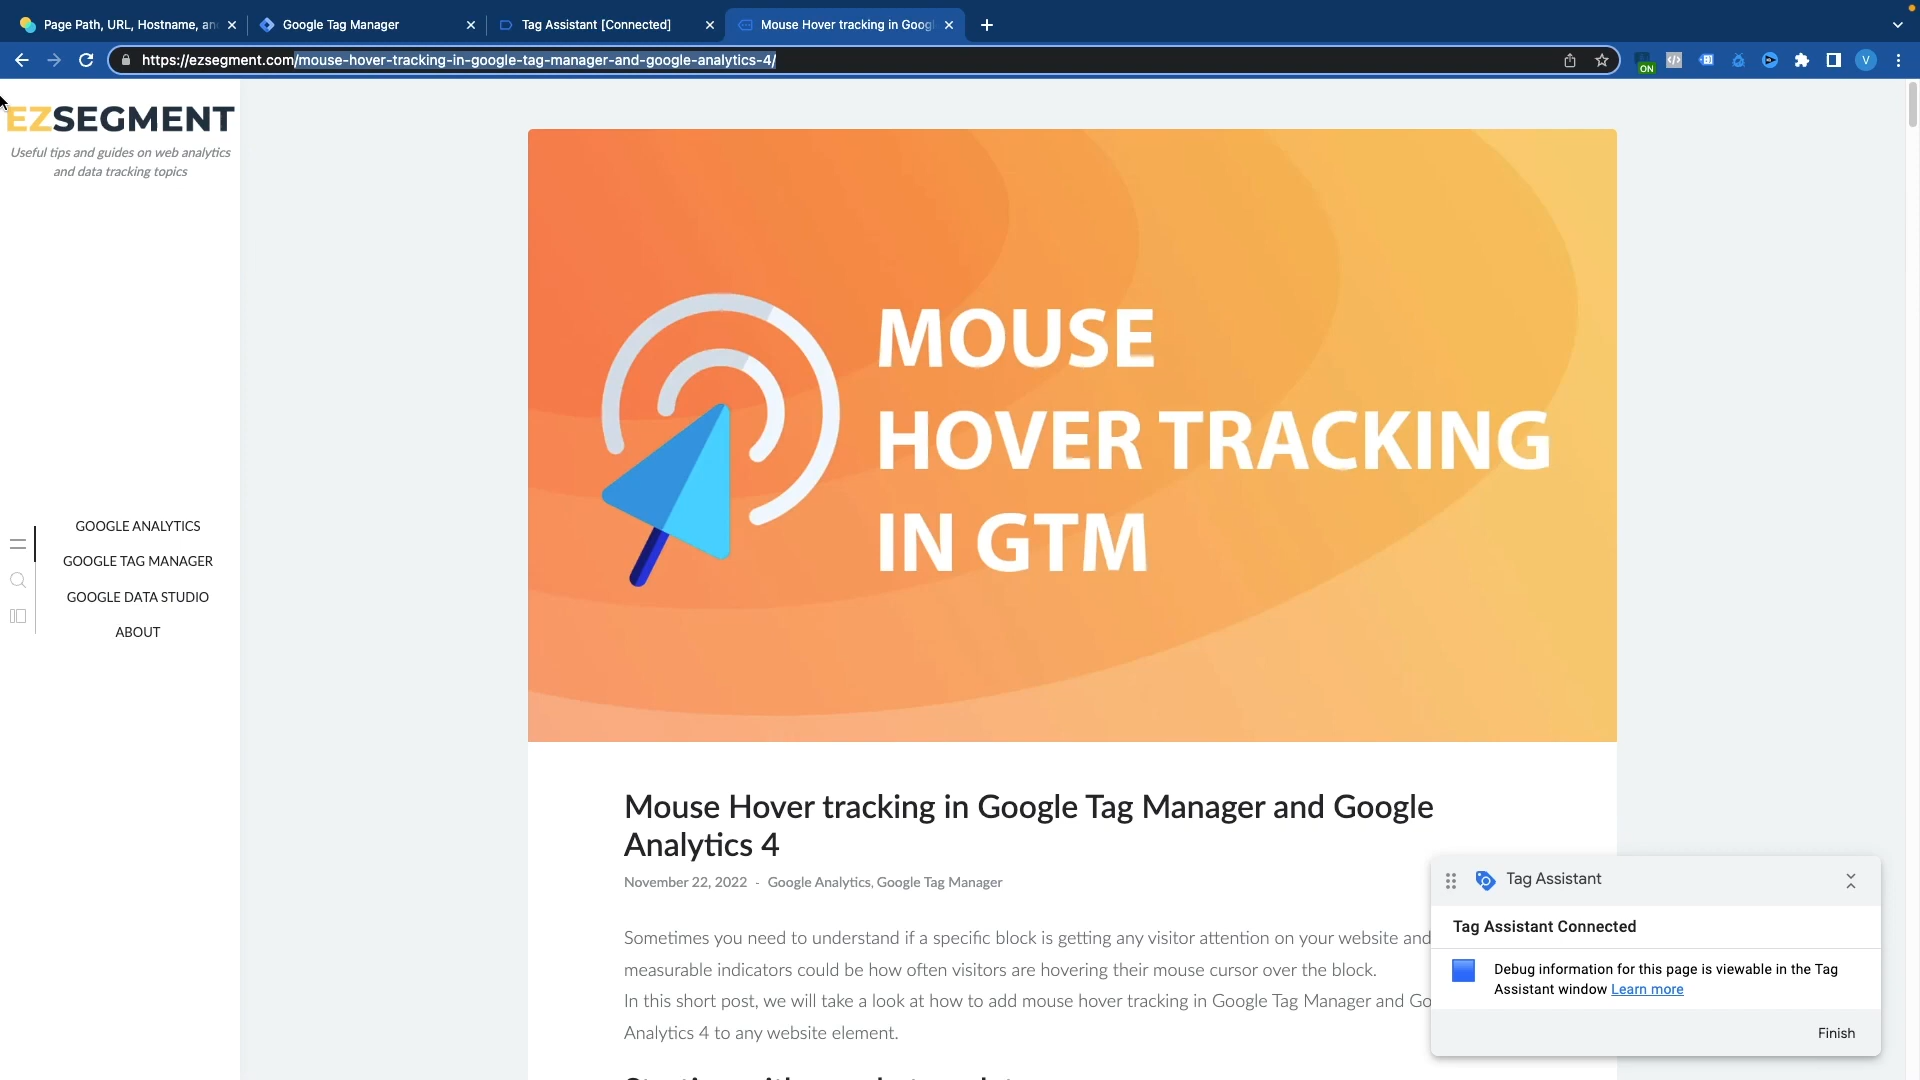 Page Path, URL, Hostname, an
Google Tag Manager
Tag Assistant [Connected]
Mouse Hover tracking in Goog
https://ezsegment.com/mouse-hover-tracking-in-google-tag-manager-and-google-analytics-4/
ON
V
EZSEGMENT
Useful tips and guides on web analytics
and data tracking topics
GOOGLE ANALYTICS
GOOGLE TAG MANAGER
GOOGLE DATA STUDIO
ABOUT
MOUSE
HOVER TRACKING
IN GTM
Mouse Hover tracking in Google Tag Manager and Google
Analytics 4
November 22, 2022 - Google Analytics, Google Tag Manager
Sometimes you need to understand if a specific block is getting any visitor attention on your website and
measurable indicators could be how often visitors are hovering their mouse cursor over the block.
In this short post, we will take a look at how to add mouse hover tracking in Google Tag Manager and Go
Analytics 4 to any website element.
Tag Assistant
Tag Assistant Connected
Debug information for this page is viewable in the Tag
Assistant window Learn more
Finish